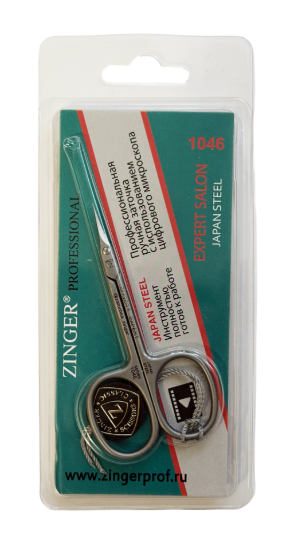 ZINGER® PROFESSIONAL
Профессиональная
ручная заточка
с использованием
цифрового микроскопа
1046
EXPERT SALON
JAPAN STEEL
JAPAN STEEL
Инструмент
полностью
готов к работе
CLASSIC
Z
www.zingerprof.ru